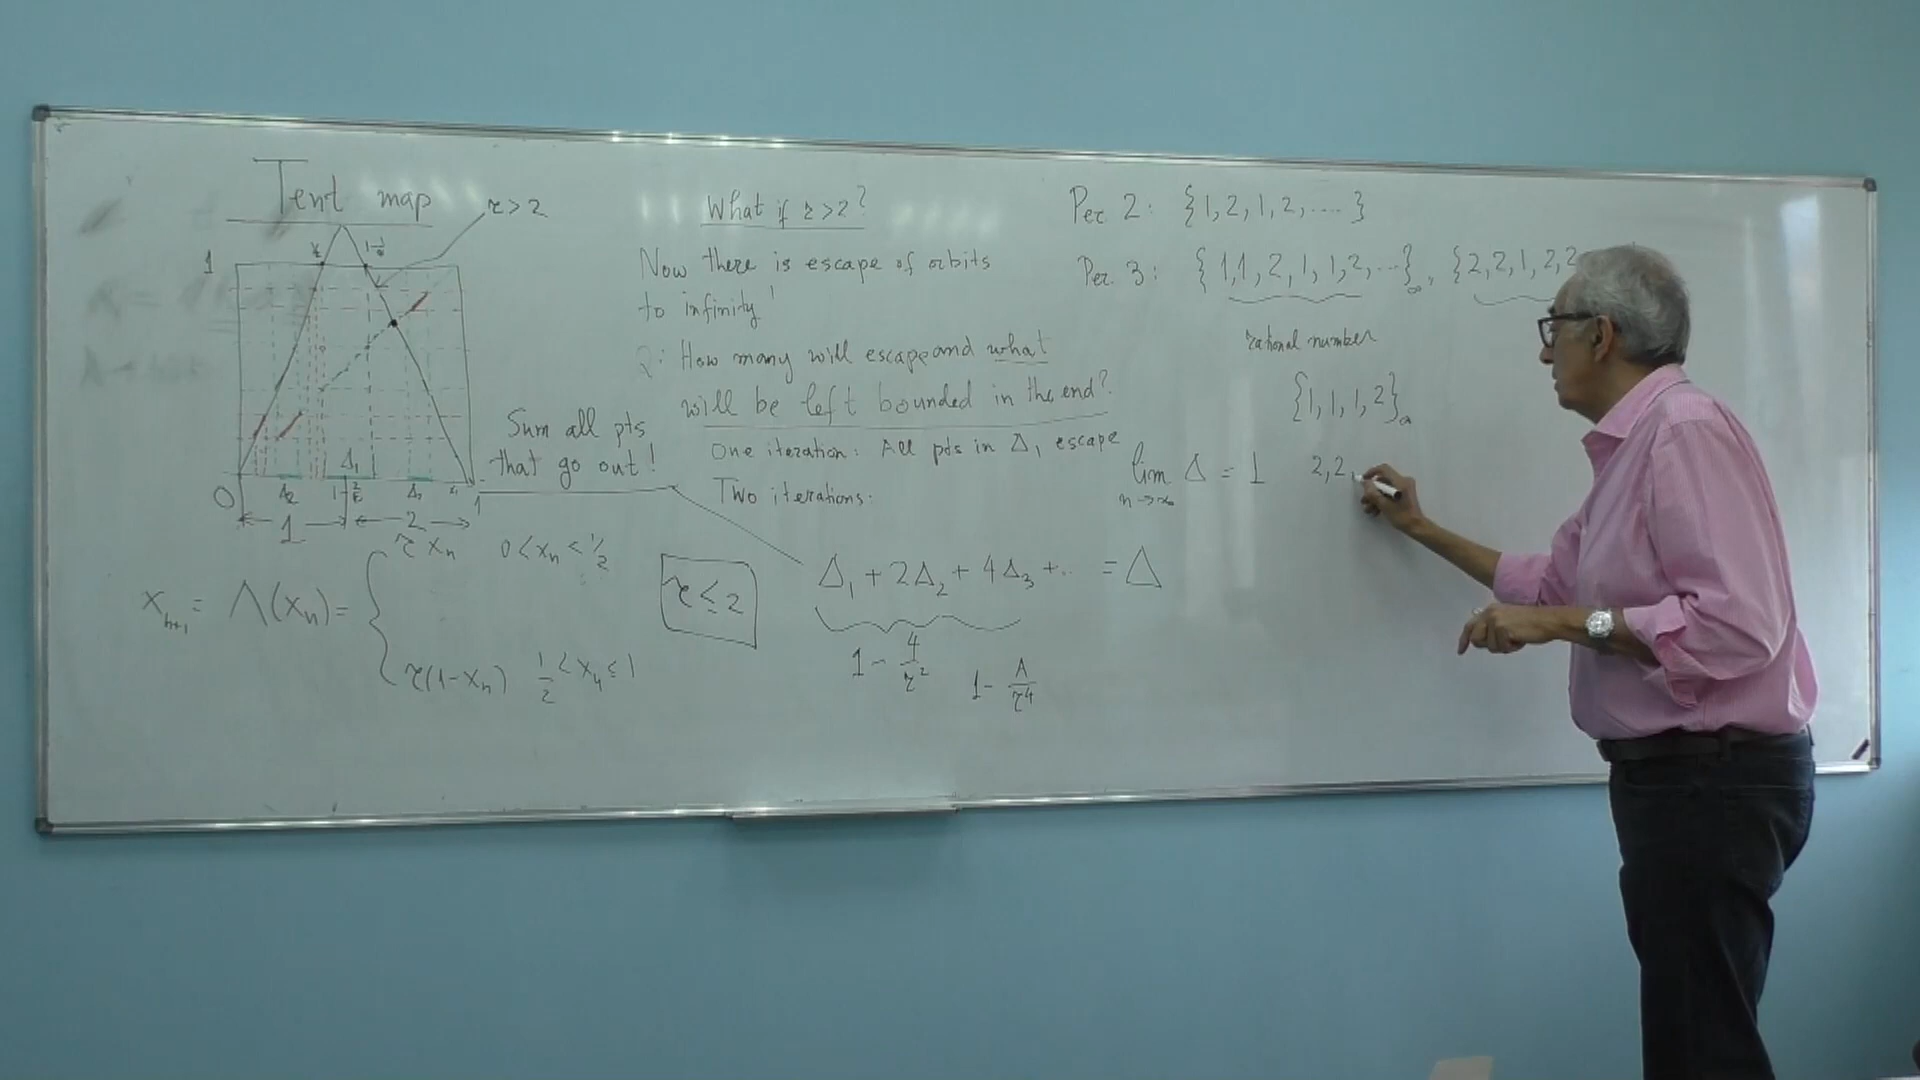 Tent map
r > 2
1
0
Δ₂
Δ₁
1
1
2
x_{n+1} = Λ(x_n) =
r x_n 0 < x_n < 1/2
r(1-x_n) 1/2 < x_n ≤ 1
r ≤ 2
Sum all pts
that go out!
What if r > 2?
Now there is escape of orbits
to infinity!
Q: How many will escape and what
will be left bounded in the end?
One iteration: All pts in Δ₁ escape
Two iterations.
Δ₁ + 2Δ₂ + 4Δ₃ + .. = Δ
1 - 4/r²
1 - A/r⁴
lim Δ = 1
n → ∞
Per 2: {1,2,1,2,....}
Per. 3: {1,1,2,1,1,2,...}∞, {2,2,1,2,2
rational number
{1,1,1,2}∞
2,2,